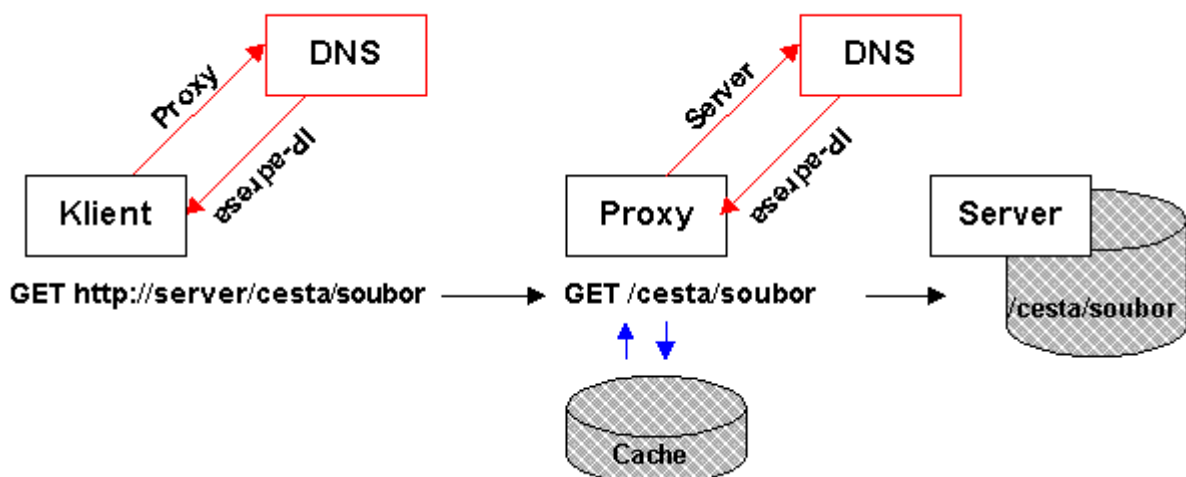 DNS
DNS
Proxy
Server
IP-adresa
IP-adresa
Klient
Proxy
Server
GET http://server/cesta/soubor
GET /cesta/soubor
/cesta/soubor
Cache